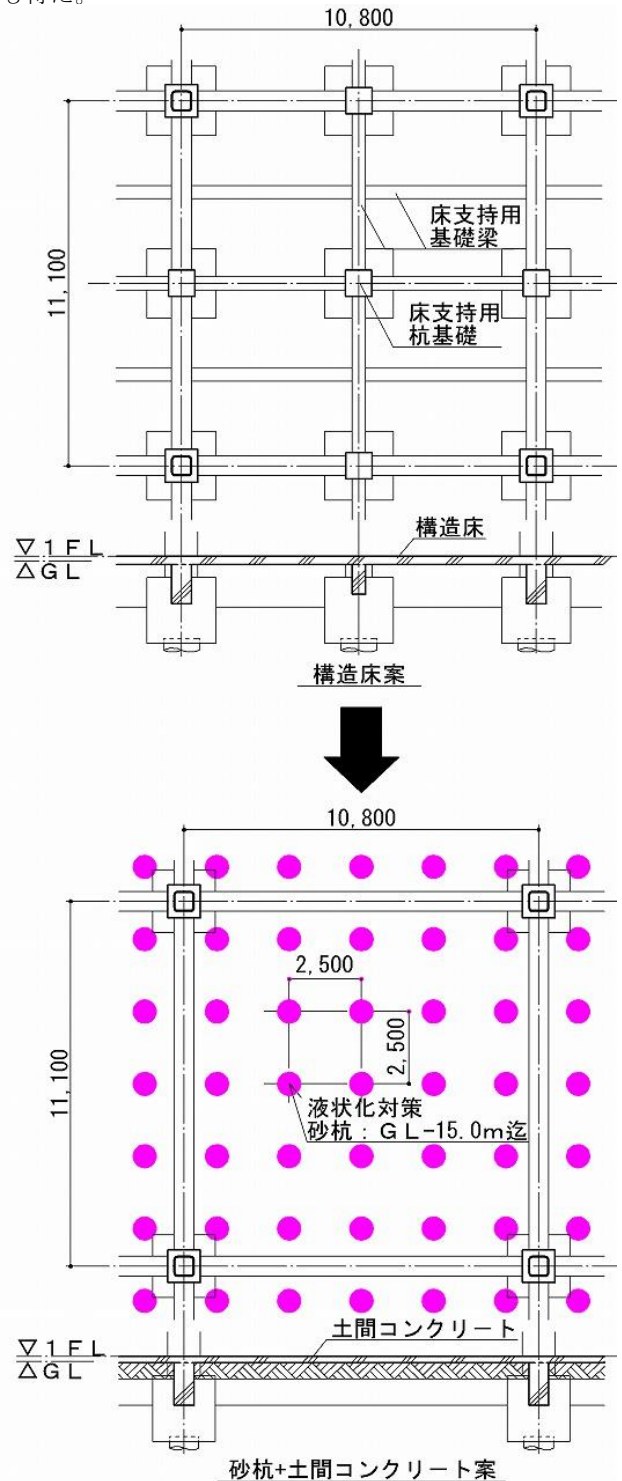 る得た。
10,800
11,100
床支持用
基礎梁
床支持用
杭基礎
構造床
▽1FL
△GL
構造床案
10,800
11,100
2,500
2,500
液状化対策
砂杭：GL-15.0m迄
土間コンクリート
▽1FL
△GL
砂杭+土間コンクリート案